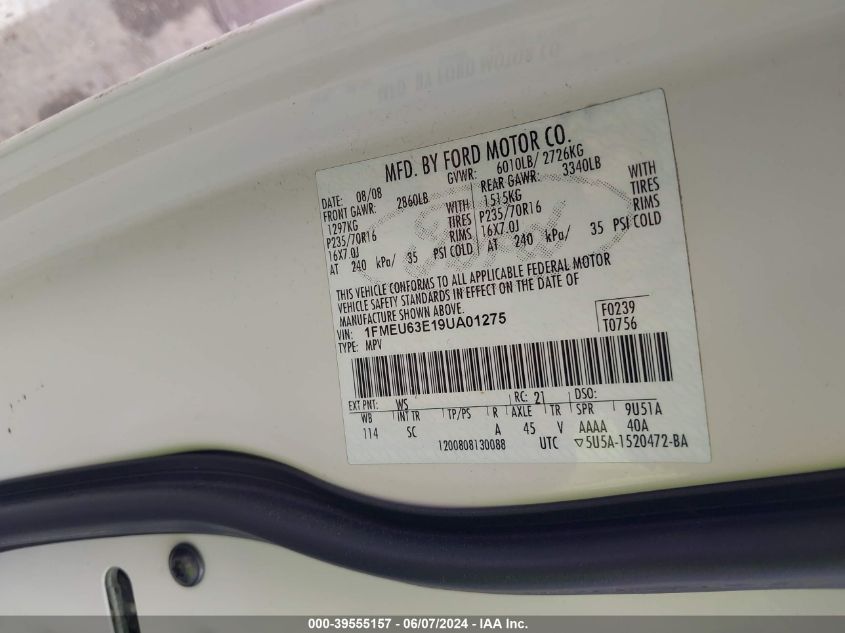 MFD. BY FORD MOTOR CO.
DATE: 08/08 GVWR: 6010LB/ 2726KG
FRONT GAWR: 2860LB REAR GAWR: 3340LB
1297KG WITH 1515KG WITH
P235/70R16 TIRES P235/70R16 TIRES
16X7.0J RIMS 16X7.0J RIMS
AT 240 kPa/ 35 PSI COLD AT 240 kPa/ 35 PSI COLD
Ford
THIS VEHICLE CONFORMS TO ALL APPLICABLE FEDERAL MOTOR
VEHICLE SAFETY STANDARDS IN EFFECT ON THE DATE OF
MANUFACTURE SHOWN ABOVE.
VIN: 1FMEU63E19UA01275 F0239
TYPE: MPV T0756
EXT PNT: WS RC: 21 DSO:
WB INT TR TP/PS R AXLE TR SPR 9U51A
114 SC A 45 V AAAA 40A
1200808130088 UTC ▽5U5A-1520472-BA
000-39555157 - 06/07/2024 - IAA Inc.